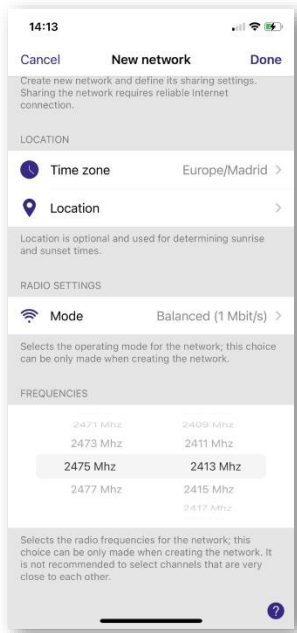 14:13
Cancel New network Done
Create new network and define its sharing settings.
Sharing the network requires reliable Internet
connection.
LOCATION
Time zone Europe/Madrid >
Location >
Location is optional and used for determining sunrise
and sunset times.
RADIO SETTINGS
Mode Balanced (1 Mbit/s) >
Selects the operating mode for the network; this choice
can be only made when creating the network.
FREQUENCIES
2471 Mhz 2409 Mhz
2473 Mhz 2411 Mhz
2475 Mhz 2413 Mhz
2477 Mhz 2415 Mhz
2417 Mhz
Selects the radio frequencies for the network; this
choice can be only made when creating the network. It
is not recommended to select channels that are very
close to each other.
?